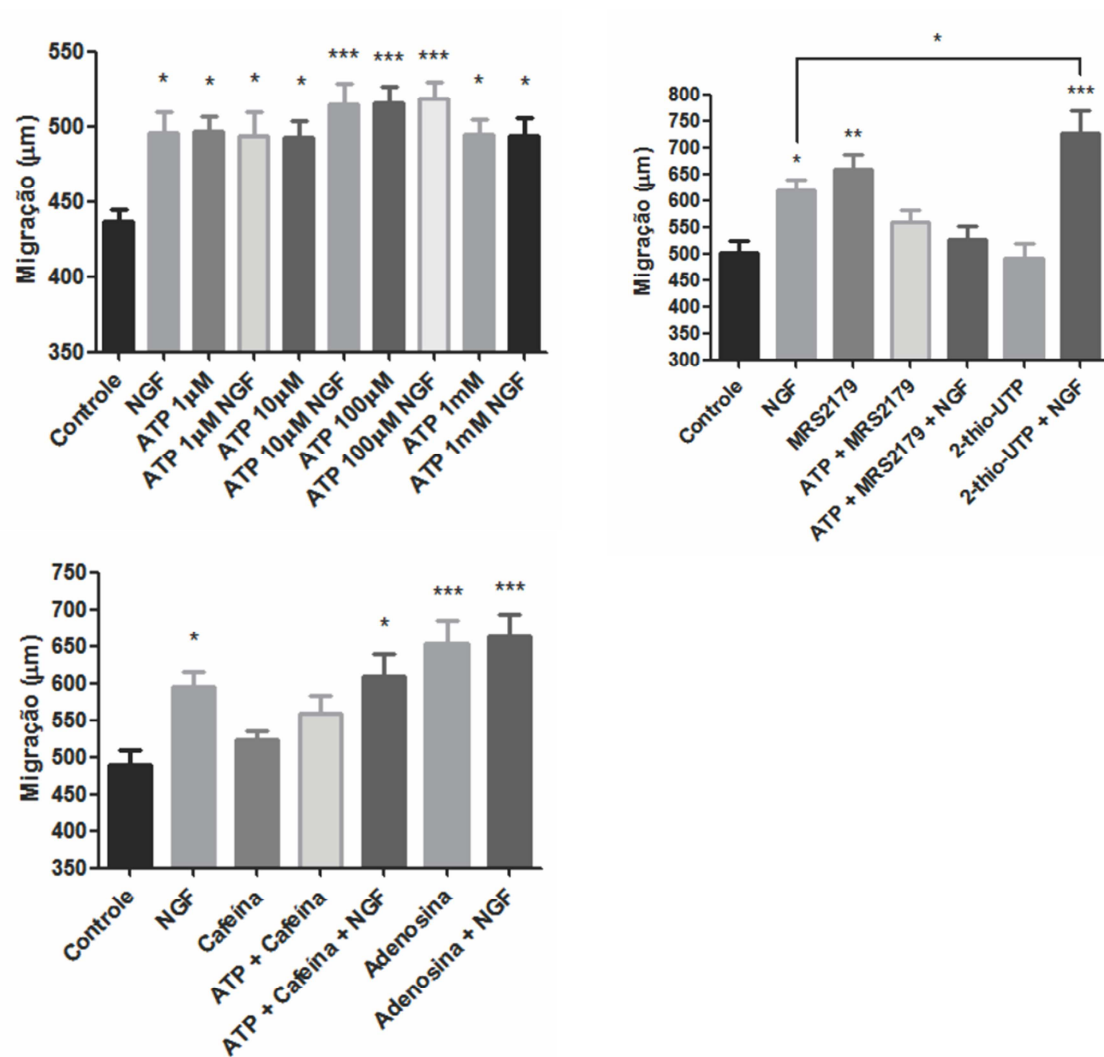 Migração (µm)
550
500
450
400
350
* * * * *** *** *** * *
Controle
NGF
ATP 1µM
ATP 1µM NGF
ATP 10µM
ATP 10µM NGF
ATP 100µM
ATP 100µM NGF
ATP 1mM
ATP 1mM NGF
Migração (µm)
800
750
700
650
600
550
500
450
400
350
300
*
* ** ***
Controle
NGF
MRS2179
ATP + MRS2179
ATP + MRS2179 + NGF
2-thio-UTP
2-thio-UTP + NGF
Migração (µm)
750
700
650
600
550
500
450
400
350
* * *** ***
Controle
NGF
Cafeína
ATP + Cafeína
ATP + Cafeína + NGF
Adenosina
Adenosina + NGF